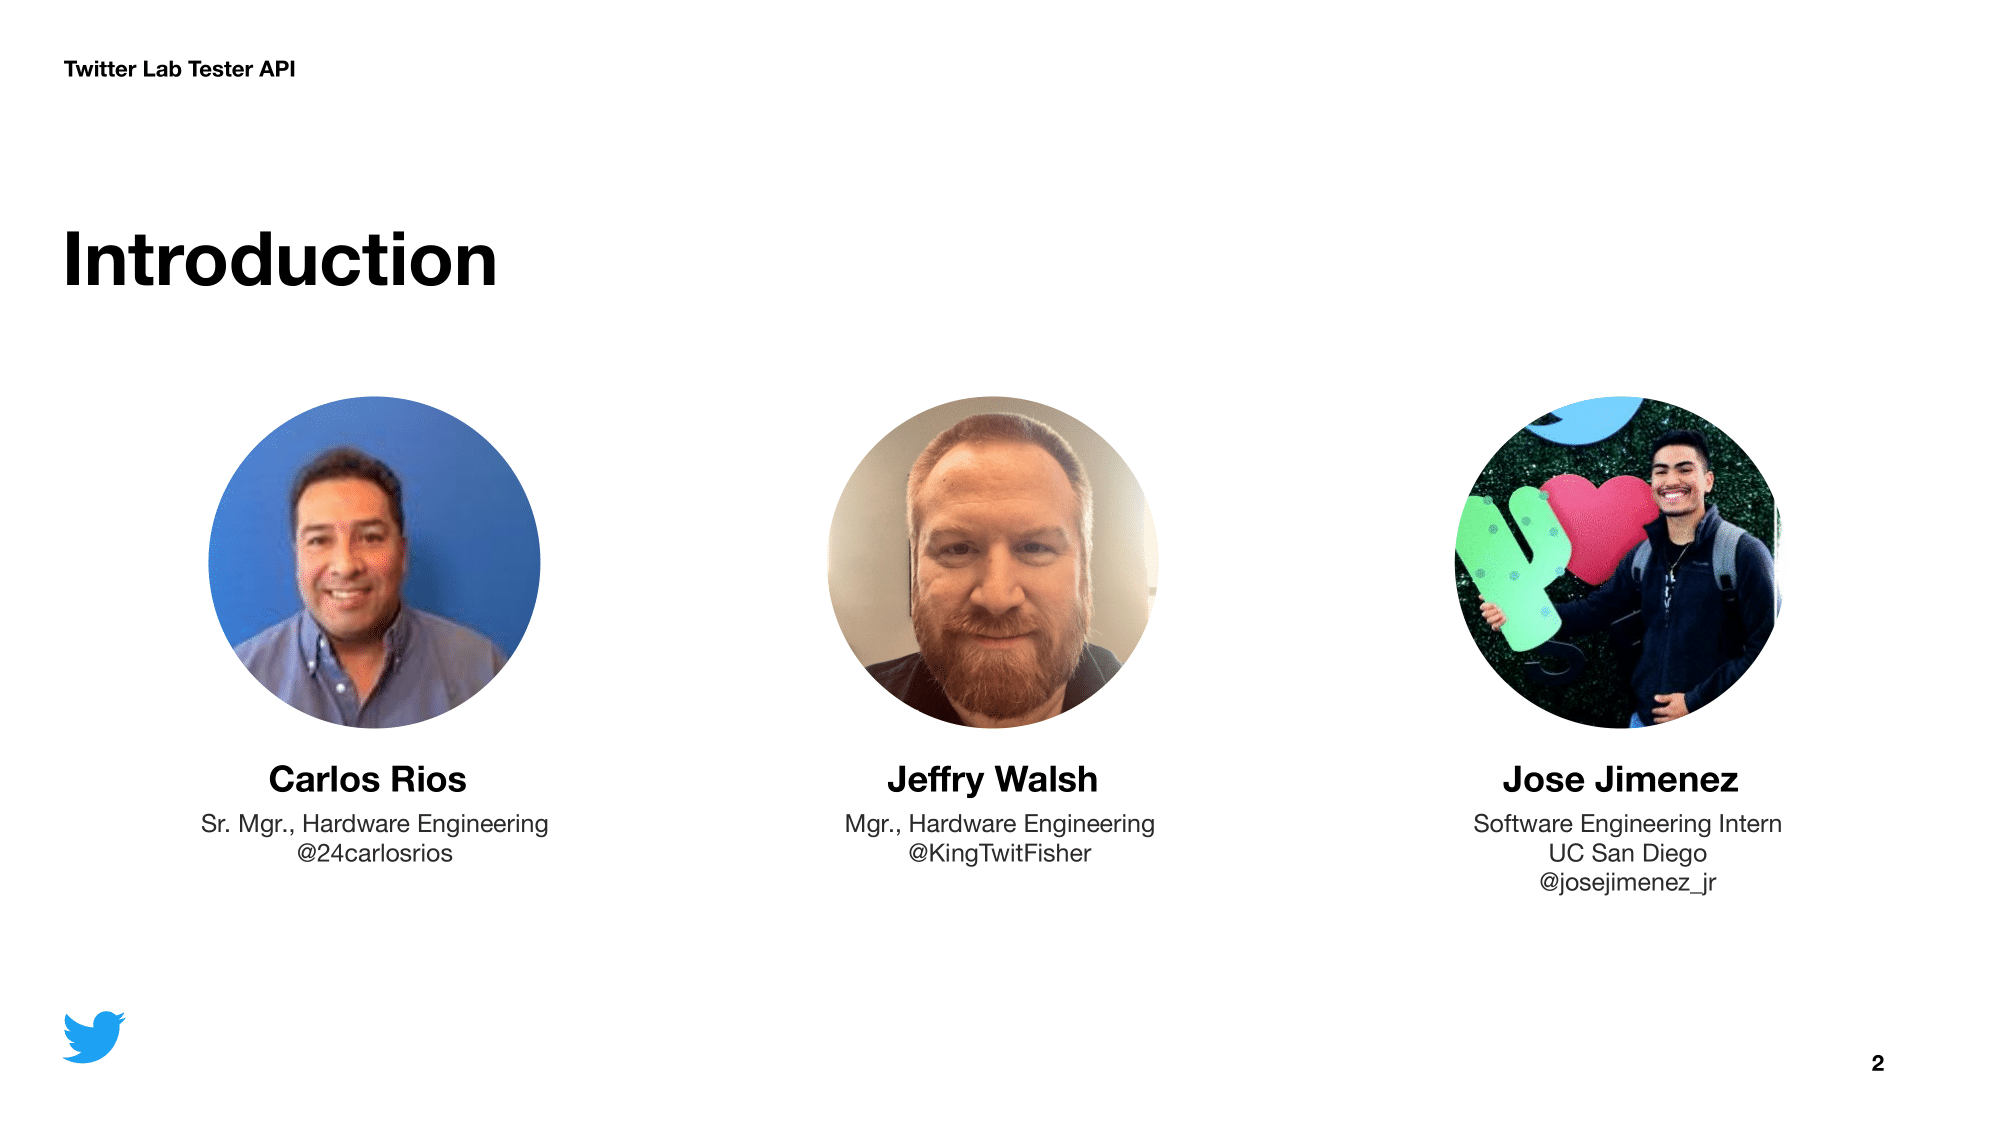 Twitter Lab Tester API
Introduction
Carlos Rios
Sr. Mgr., Hardware Engineering
@24carlosrios
Jeffry Walsh
Mgr., Hardware Engineering
@KingTwitFisher
Jose Jimenez
Software Engineering Intern
UC San Diego
@josejimenez_jr
2